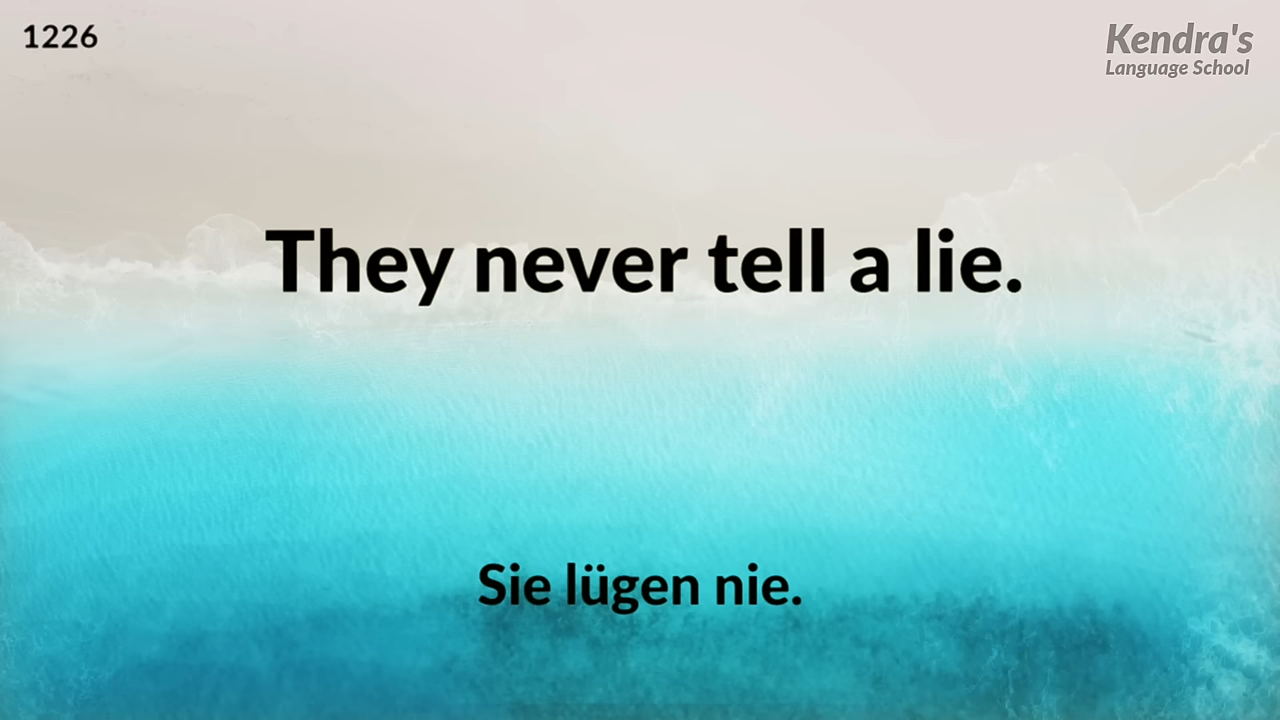 1226
Kendra's
Language School
They never tell a lie.
Sie lügen nie.